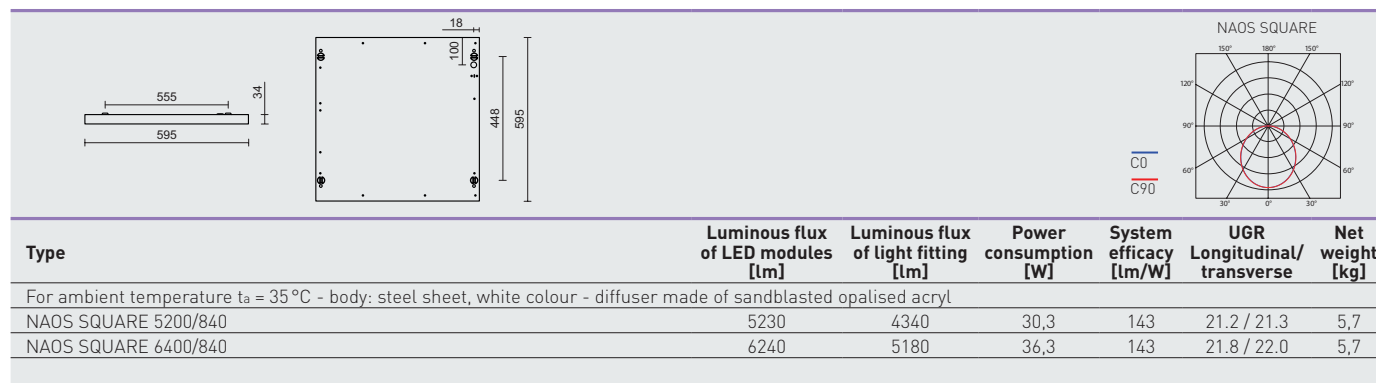 18
100
34
555
595
448
595
NAOS SQUARE
150° 180° 150°
120° 120°
90° 90°
60° 60°
30° 0° 30°
C0
C90
Type
Luminous flux of LED modules [lm]
Luminous flux of light fitting [lm]
Power consumption [W]
System efficacy [lm/W]
UGR Longitudinal/ transverse
Net weight [kg]
For ambient temperature ta = 35 °C - body: steel sheet, white colour - diffuser made of sandblasted opalised acryl
NAOS SQUARE 5200/840 5230 4340 30,3 143 21.2 / 21.3 5,7
NAOS SQUARE 6400/840 6240 5180 36,3 143 21.8 / 22.0 5,7